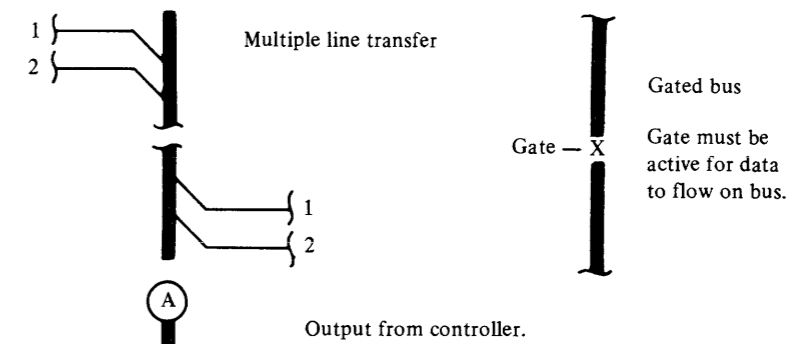 1
2
Multiple line transfer
1
2
Gated bus
Gate — X
Gate must be
active for data
to flow on bus.
A
Output from controller.